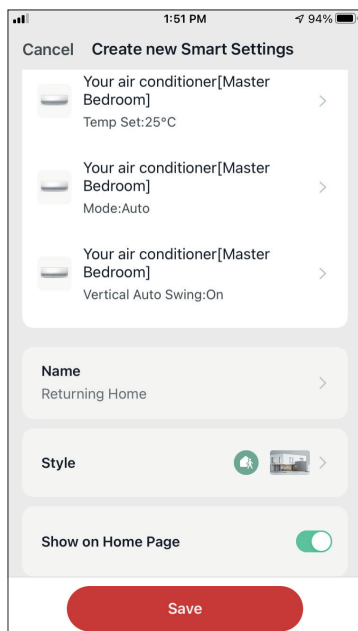 1:51 PM
94%
Cancel Create new Smart Settings
Your air conditioner[Master
Bedroom]
Temp Set:25°C
Your air conditioner[Master
Bedroom]
Mode:Auto
Your air conditioner[Master
Bedroom]
Vertical Auto Swing:On
Name
Returning Home
Style
Show on Home Page
Save